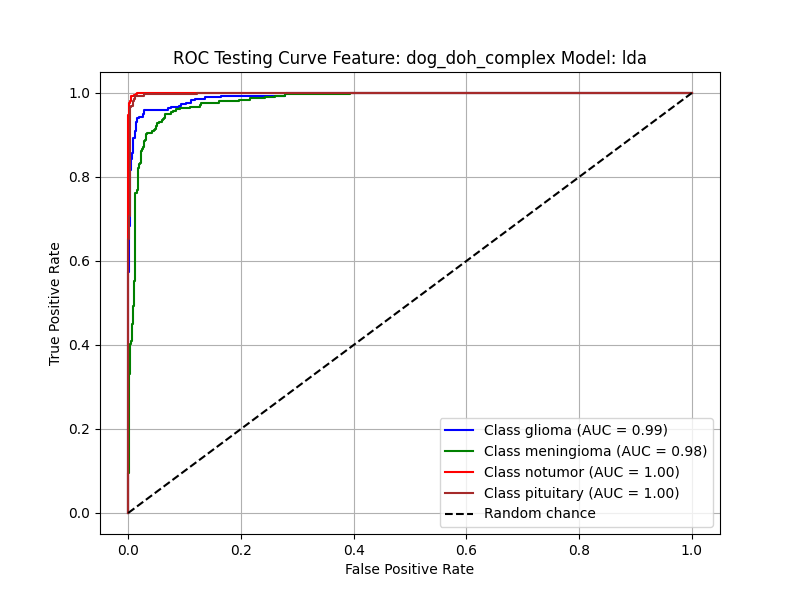 ROC Testing Curve Feature: dog_doh_complex Model: lda
True Positive Rate
1.0
0.8
0.6
0.4
0.2
0.0
0.0 0.2 0.4 0.6 0.8 1.0
False Positive Rate
Class glioma (AUC = 0.99)
Class meningioma (AUC = 0.98)
Class notumor (AUC = 1.00)
Class pituitary (AUC = 1.00)
Random chance